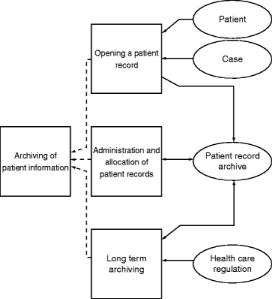 Patient
Opening a patient
record
Case
Archiving of
patient information
Administration and
allocation of
patient records
Patient record
archive
Long term
archiving
Health care
regulation